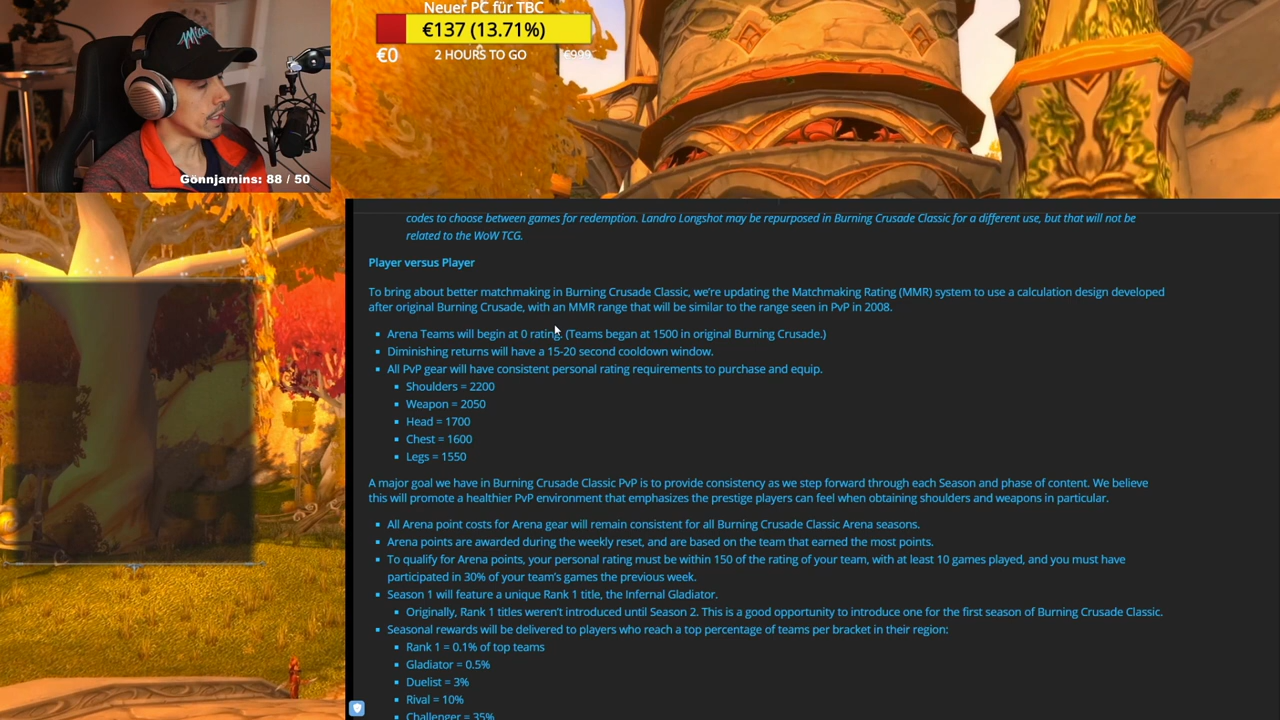 Neuer PC für TBC
€137 (13.71%)
€0
2 HOURS TO GO
€999
Gönnjamins: 88 / 50
codes to choose between games for redemption. Landro Longshot may be repurposed in Burning Crusade Classic for a different use, but that will not be
related to the WoW TCG.
Player versus Player
To bring about better matchmaking in Burning Crusade Classic, we're updating the Matchmaking Rating (MMR) system to use a calculation design developed
after original Burning Crusade, with an MMR range that will be similar to the range seen in PvP in 2008.
▪ Arena Teams will begin at 0 rating. (Teams began at 1500 in original Burning Crusade.)
▪ Diminishing returns will have a 15-20 second cooldown window.
▪ All PvP gear will have consistent personal rating requirements to purchase and equip.
▪ Shoulders = 2200
▪ Weapon = 2050
▪ Head = 1700
▪ Chest = 1600
▪ Legs = 1550
A major goal we have in Burning Crusade Classic PvP is to provide consistency as we step forward through each Season and phase of content. We believe
this will promote a healthier PvP environment that emphasizes the prestige players can feel when obtaining shoulders and weapons in particular.
▪ All Arena point costs for Arena gear will remain consistent for all Burning Crusade Classic Arena seasons.
▪ Arena points are awarded during the weekly reset, and are based on the team that earned the most points.
▪ To qualify for Arena points, your personal rating must be within 150 of the rating of your team, with at least 10 games played, and you must have
participated in 30% of your team's games the previous week.
▪ Season 1 will feature a unique Rank 1 title, the Infernal Gladiator.
▪ Originally, Rank 1 titles weren't introduced until Season 2. This is a good opportunity to introduce one for the first season of Burning Crusade Classic.
▪ Seasonal rewards will be delivered to players who reach a top percentage of teams per bracket in their region:
▪ Rank 1 = 0.1% of top teams
▪ Gladiator = 0.5%
▪ Duelist = 3%
▪ Rival = 10%
▪ Challenger = 35%